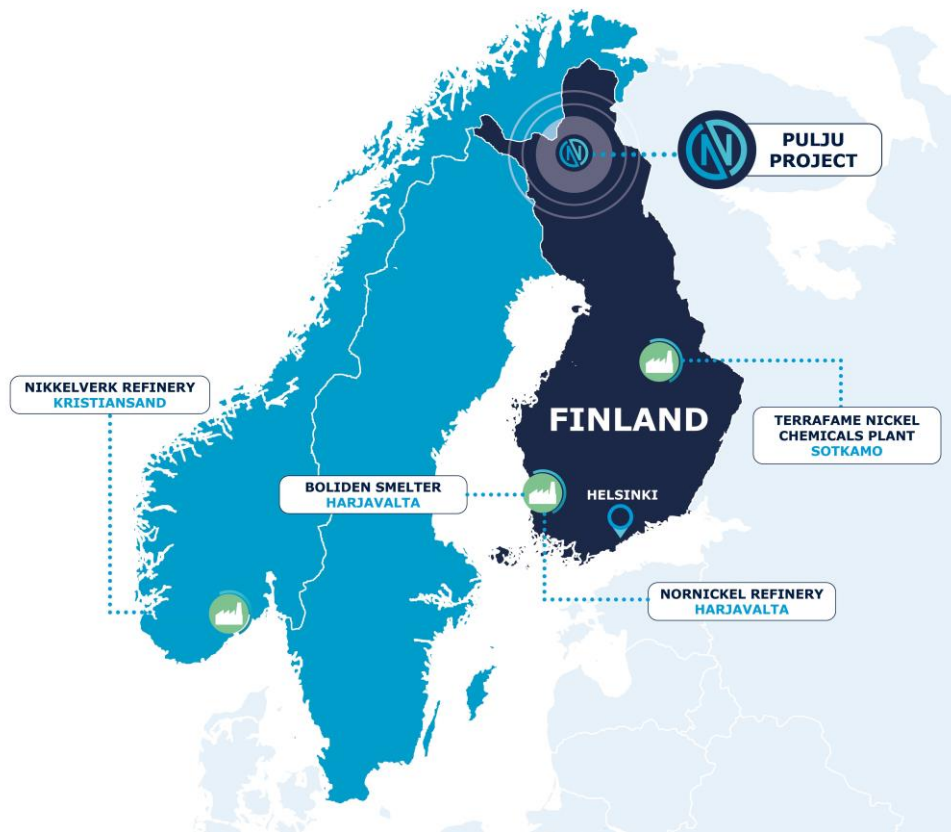 PULJU
PROJECT
NIKKELVERK REFINERY
KRISTIANSAND
FINLAND
TERRAFAME NICKEL
CHEMICALS PLANT
SOTKAMO
BOLIDEN SMELTER
HARJAVALTA
HELSINKI
NORNICKEL REFINERY
HARJAVALTA